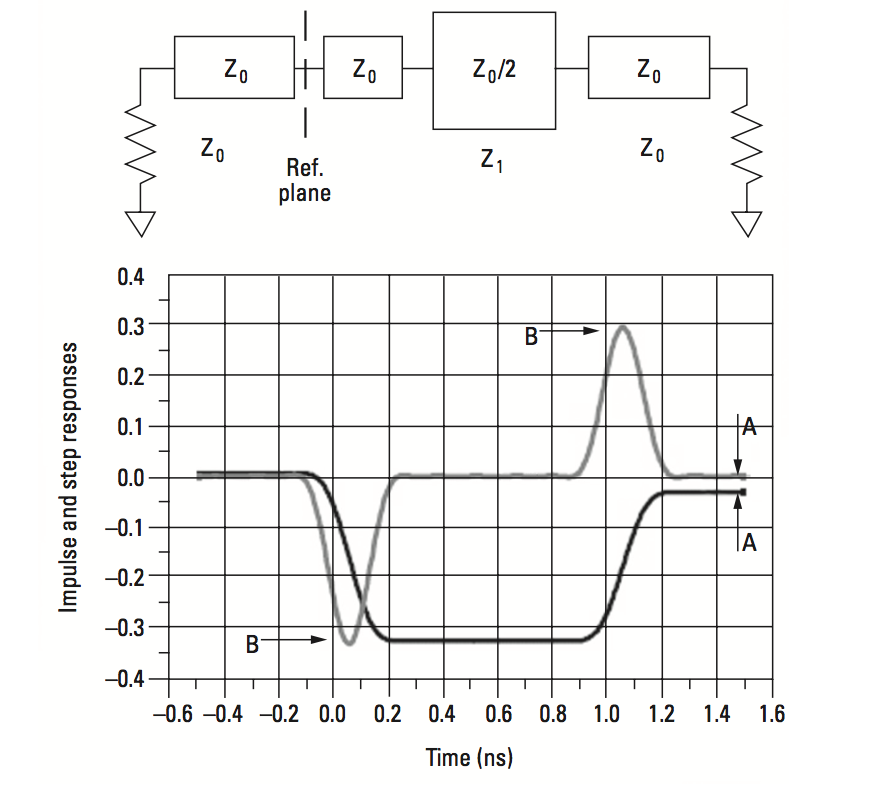 Z₀ Z₀ Z₀/2 Z₀
Z₀ Z₁ Z₀
Ref.
plane
Impulse and step responses
0.4
0.3
0.2
0.1
0.0
–0.1
–0.2
–0.3
–0.4
B
A
A
B
–0.6 –0.4 –0.2 0.0 0.2 0.4 0.6 0.8 1.0 1.2 1.4 1.6
Time (ns)